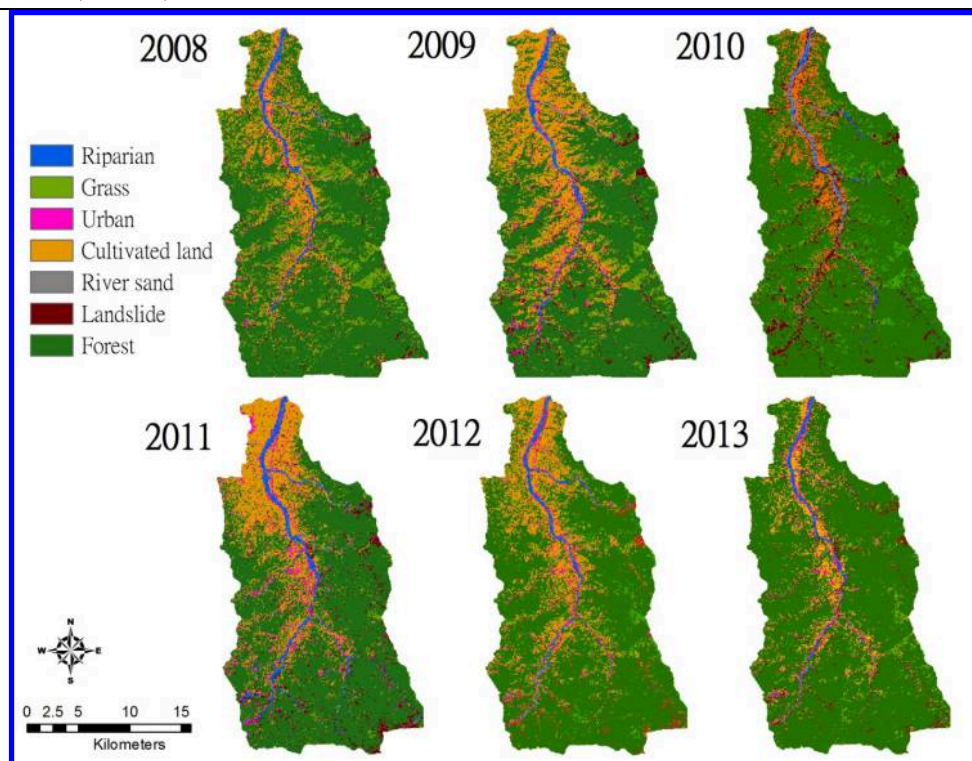 2008
2009
2010
Riparian
Grass
Urban
Cultivated land
River sand
Landslide
Forest
2011
2012
2013
N
W E
S
0 2.5 5 10 15
Kilometers